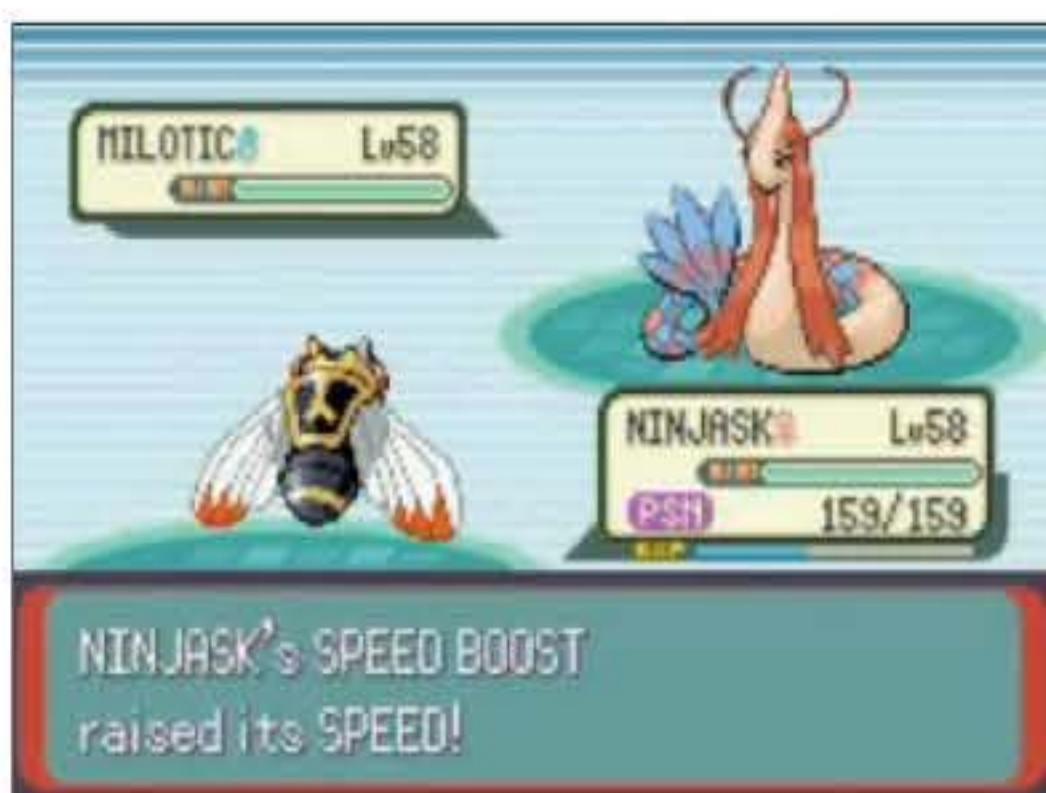 MILOTIC♂ Lv58
NINJASK♀ Lv58
PSN 159/159
NINJASK's SPEED BOOST
raised its SPEED!